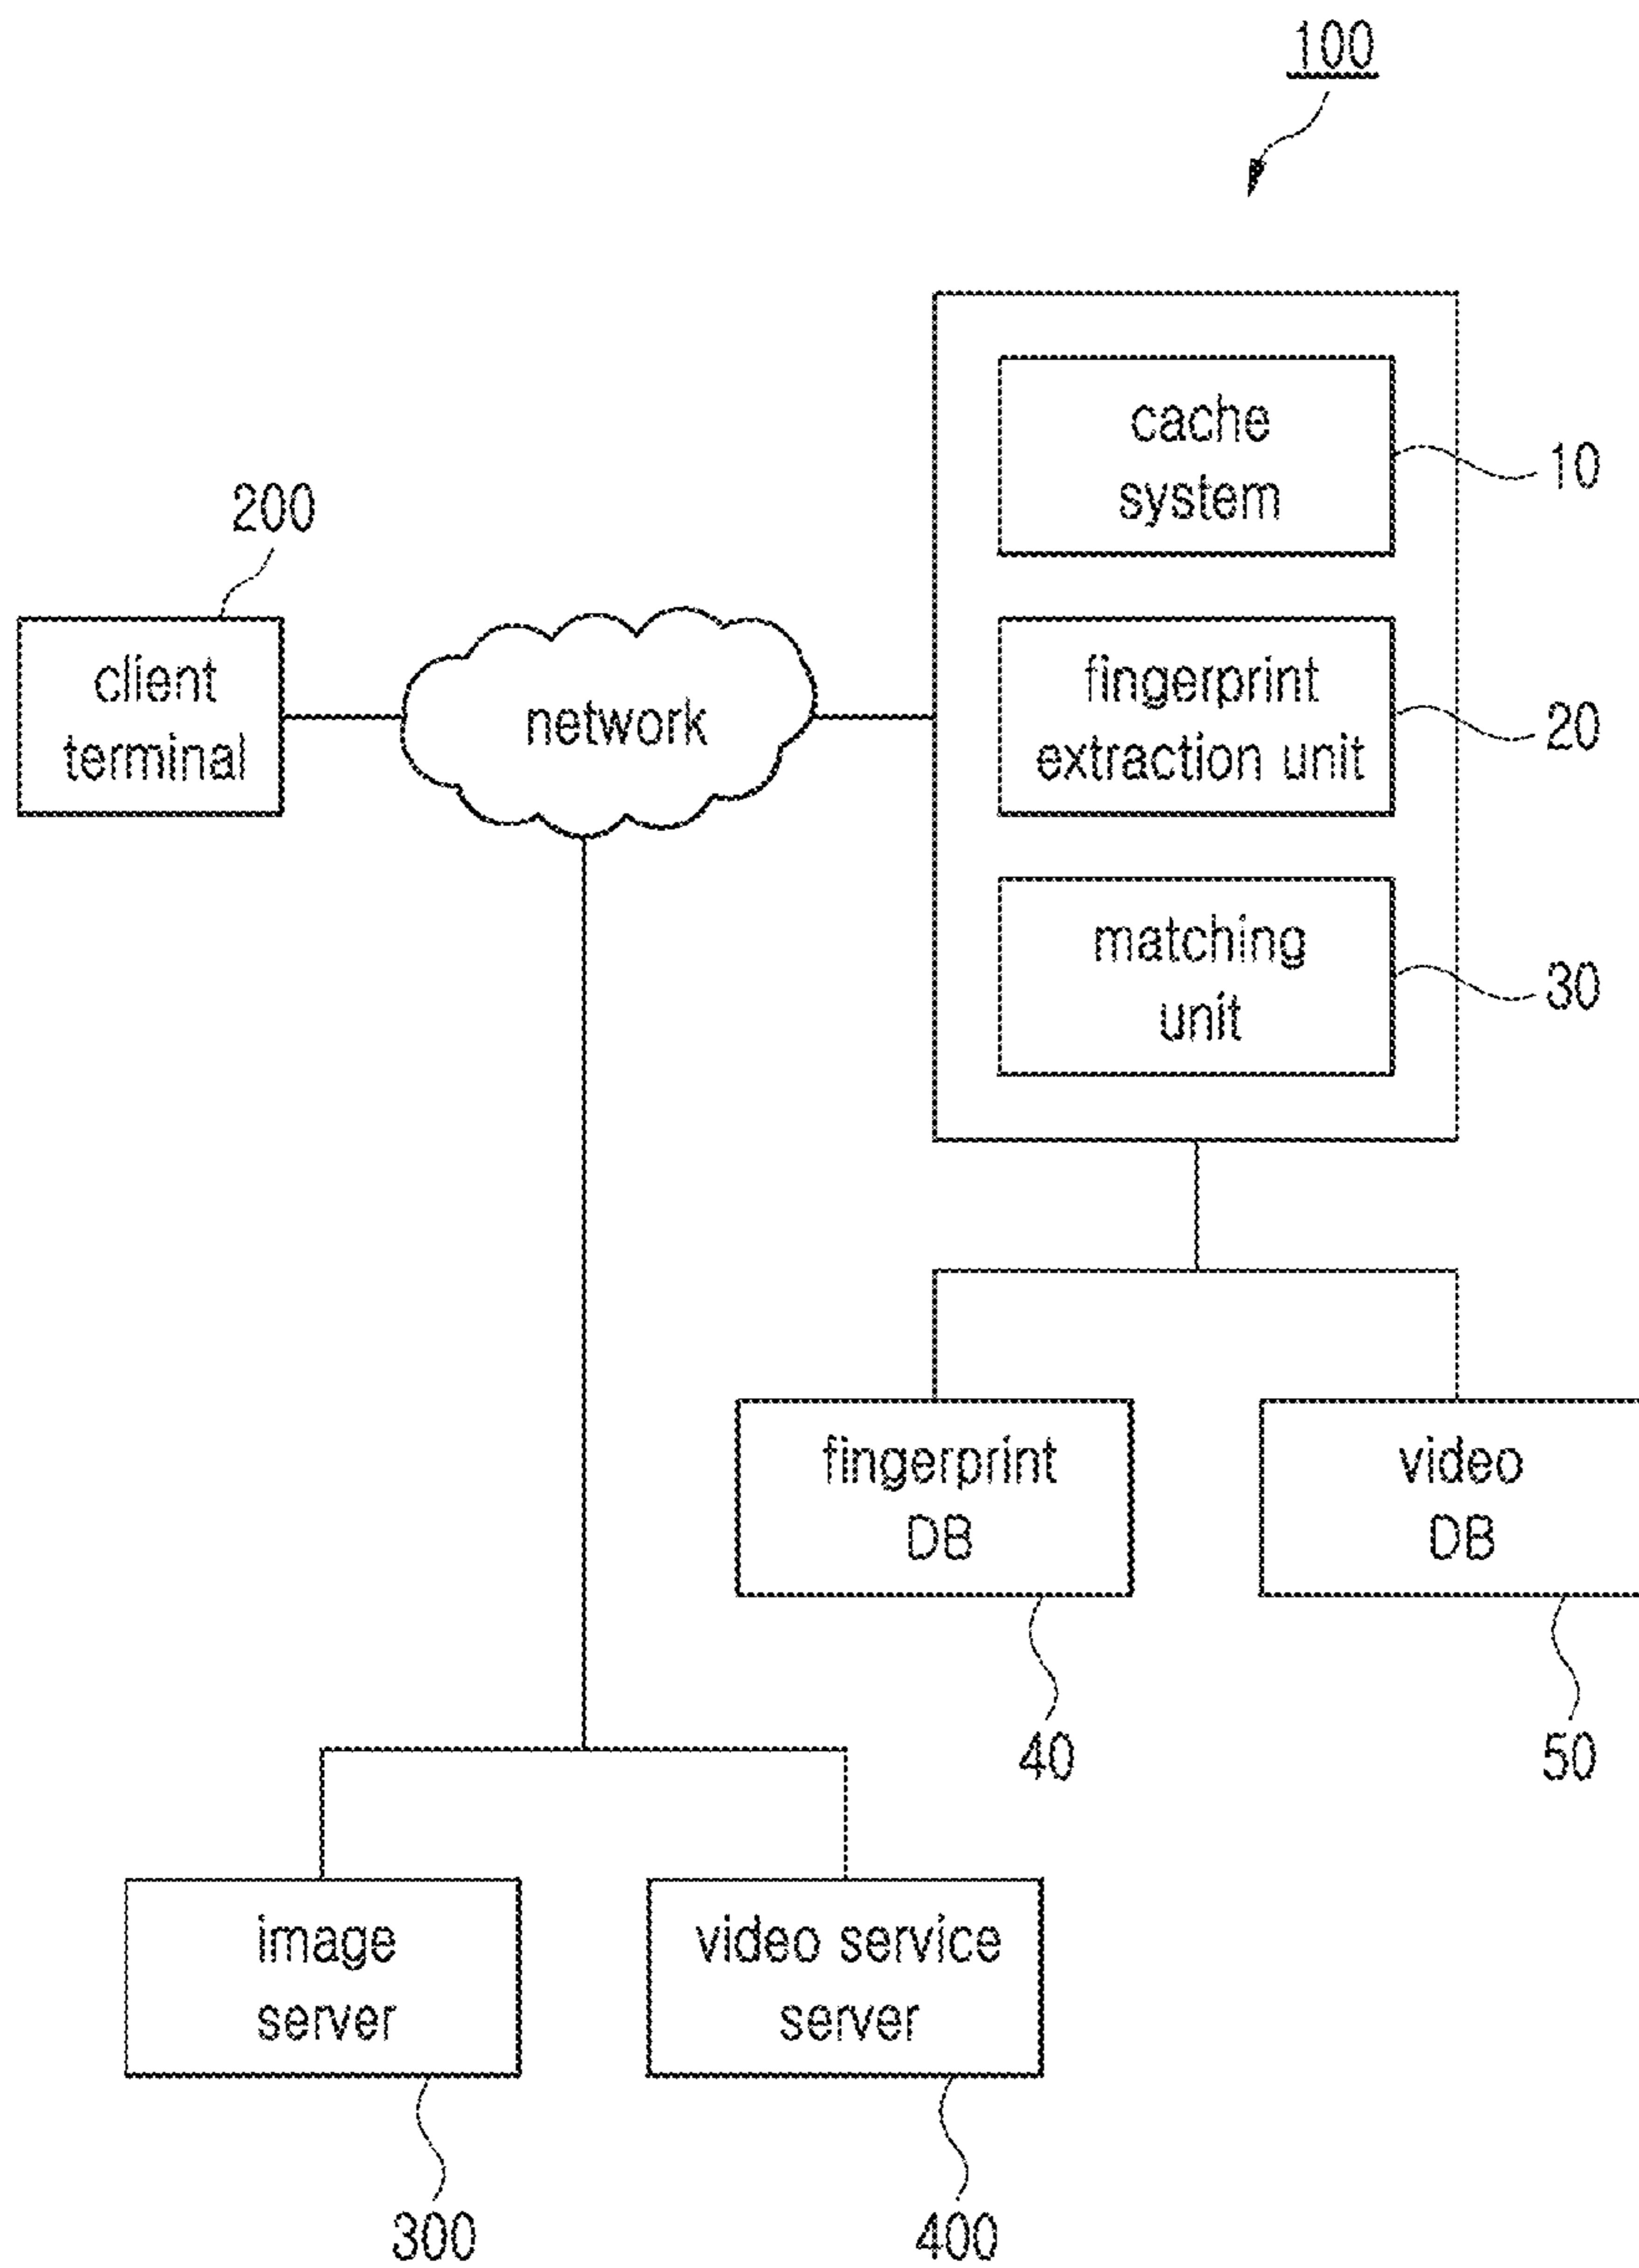 100
cache
system
10
200
client
terminal
network
fingerprint
extraction unit
20
matching
unit
30
fingerprint
DB
video
DB
40
50
image
server
video service
server
300
400